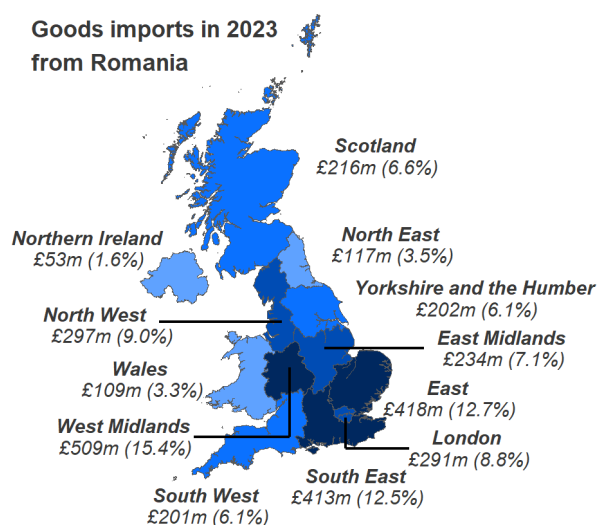 Goods imports in 2023
from Romania
Scotland
£216m (6.6%)
Northern Ireland
£53m (1.6%)
North East
£117m (3.5%)
Yorkshire and the Humber
£202m (6.1%)
North West
£297m (9.0%)
East Midlands
£234m (7.1%)
Wales
£109m (3.3%)
East
£418m (12.7%)
West Midlands
£509m (15.4%)
London
£291m (8.8%)
South East
£413m (12.5%)
South West
£201m (6.1%)